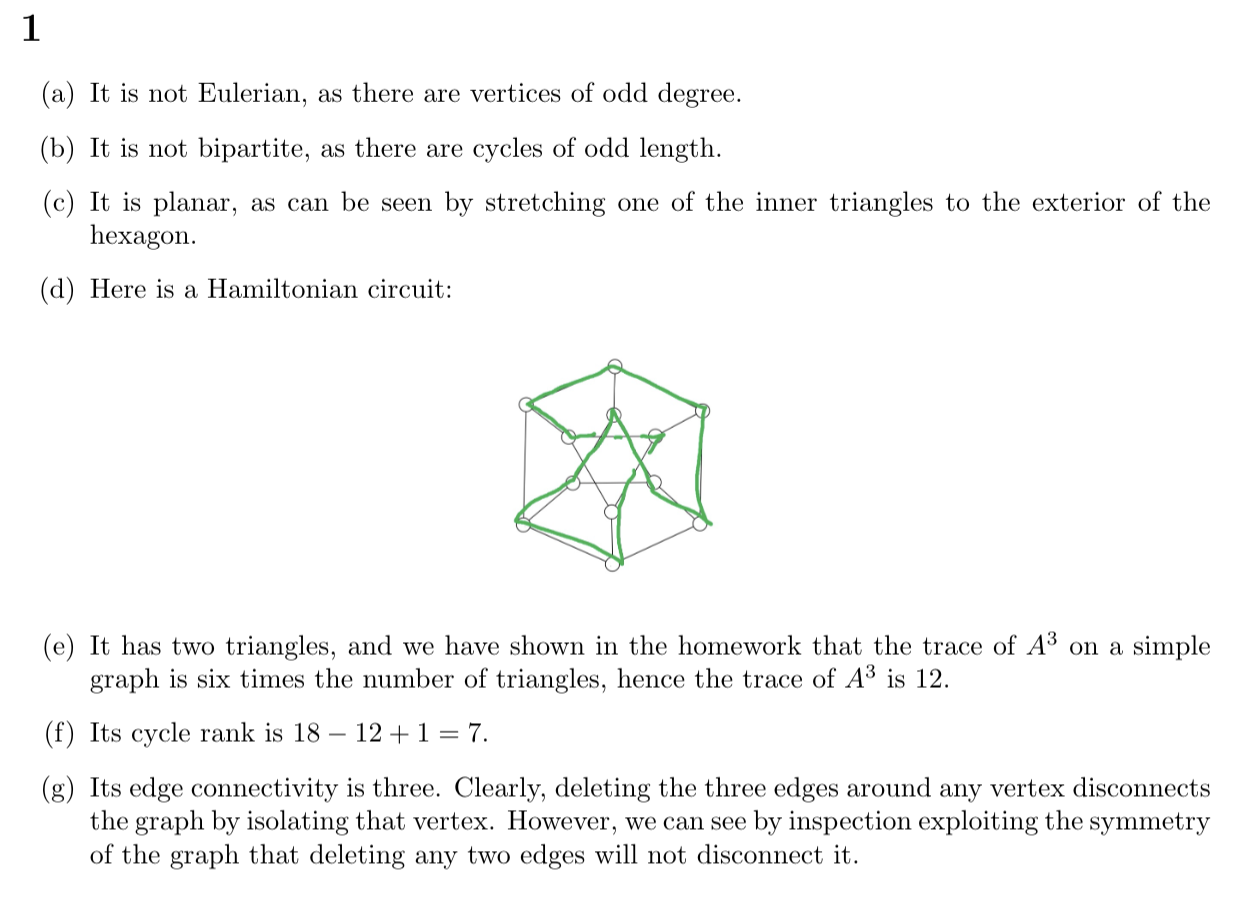 1
(a) It is not Eulerian, as there are vertices of odd degree.
(b) It is not bipartite, as there are cycles of odd length.
(c) It is planar, as can be seen by stretching one of the inner triangles to the exterior of the
hexagon.
(d) Here is a Hamiltonian circuit:
(e) It has two triangles, and we have shown in the homework that the trace of A³ on a simple
graph is six times the number of triangles, hence the trace of A³ is 12.
(f) Its cycle rank is 18 − 12 + 1 = 7.
(g) Its edge connectivity is three. Clearly, deleting the three edges around any vertex disconnects
the graph by isolating that vertex. However, we can see by inspection exploiting the symmetry
of the graph that deleting any two edges will not disconnect it.